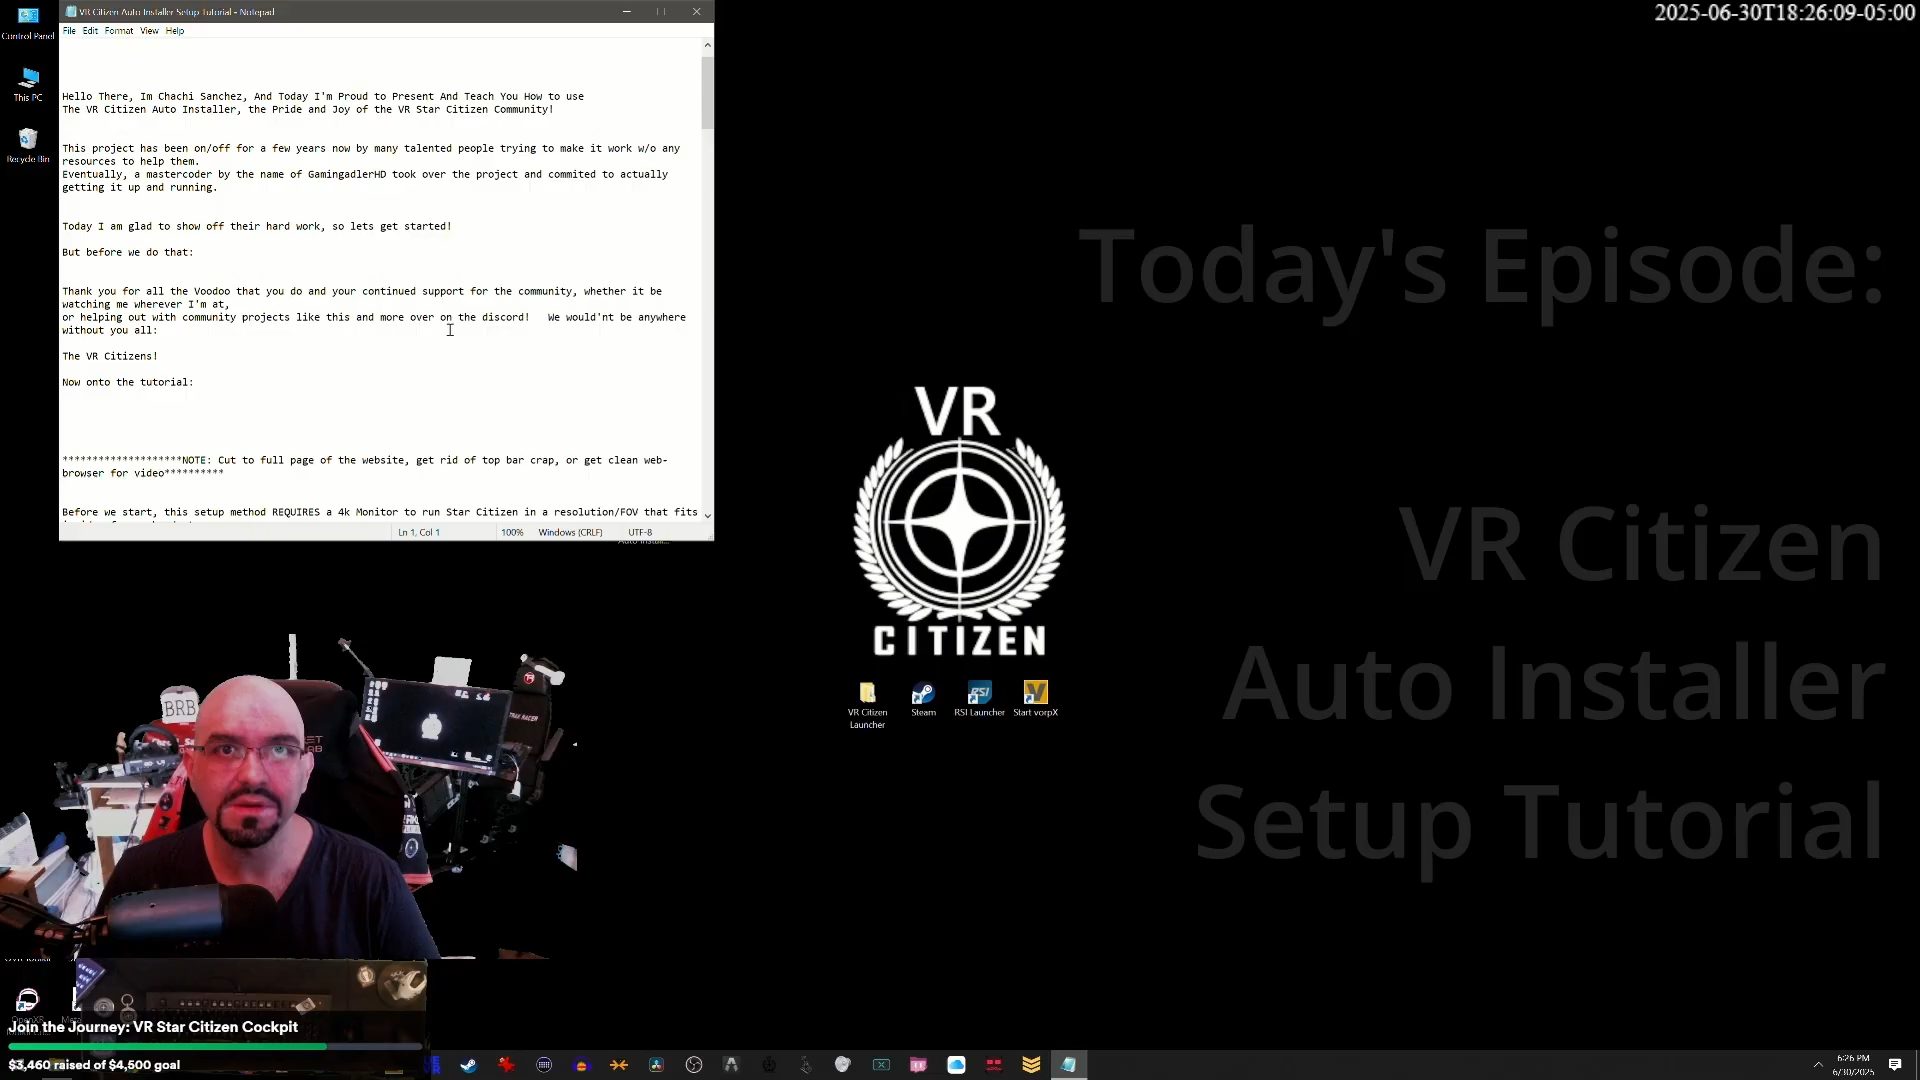 VR Citizen Auto Installer Setup Tutorial - Notepad
File Edit Format View Help
Hello There, Im Chachi Sanchez, And Today I'm Proud to Present And Teach You How to use
The VR Citizen Auto Installer, the Pride and Joy of the VR Star Citizen Community!
This project has been on/off for a few years now by many talented people trying to make it work w/o any
resources to help them.
Eventually, a mastercoder by the name of GamingadlerHD took over the project and commited to actually
getting it up and running.
Today I am glad to show off their hard work, so lets get started!
But before we do that:
Thank you for all the Voodoo that you do and your continued support for the community, whether it be
watching me wherever I'm at,
or helping out with community projects like this and more over on the discord!   We would'nt be anywhere
without you all:
The VR Citizens!
Now onto the tutorial:
********************NOTE: Cut to full page of the website, get rid of top bar crap, or get clean web-
browser for video**********
Before we start, this setup method REQUIRES a 4k Monitor to run Star Citizen in a resolution/FOV that fits
Ln 1, Col 1
100%
Windows (CRLF)
UTF-8
Control Panel
This PC
Recycle Bin
2025-06-30T18:26:09-05:00
Today's Episode:
VR Citizen
Auto Installer
Setup Tutorial
VR
CITIZEN
VR Citizen
Launcher
Steam
RSI Launcher
Start vorpX
RSI
BRB
OpenXR
Join the Journey: VR Star Citizen Cockpit
$3,460 raised of $4,500 goal
6:26 PM
6/30/2025